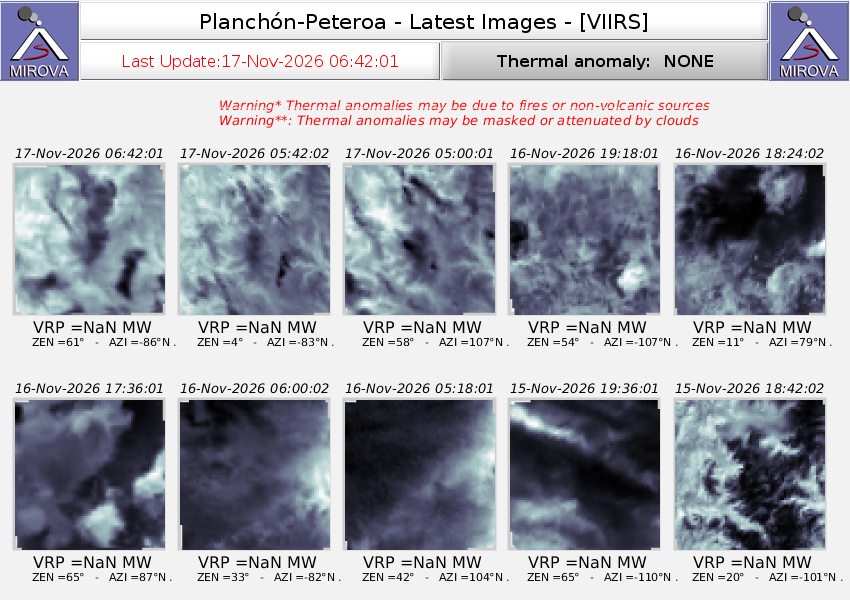 Planchón-Peteroa - Latest Images - [VIIRS]
MIROVA
Last Update:17-Nov-2026 06:42:01
Thermal anomaly: NONE
MIROVA
Warning* Thermal anomalies may be due to fires or non-volcanic sources
Warning**: Thermal anomalies may be masked or attenuated by clouds
17-Nov-2026 06:42:01 17-Nov-2026 05:42:02 17-Nov-2026 05:00:01 16-Nov-2026 19:18:01 16-Nov-2026 18:24:02
VRP =NaN MW VRP =NaN MW VRP =NaN MW VRP =NaN MW VRP =NaN MW
ZEN =61° - AZI =-86°N . ZEN =4° - AZI =-83°N . ZEN =58° - AZI =107°N . ZEN =54° - AZI =-107°N . ZEN =11° - AZI =79°N .
16-Nov-2026 17:36:01 16-Nov-2026 06:00:02 16-Nov-2026 05:18:01 15-Nov-2026 19:36:01 15-Nov-2026 18:42:02
VRP =NaN MW VRP =NaN MW VRP =NaN MW VRP =NaN MW VRP =NaN MW
ZEN =65° - AZI =87°N . ZEN =33° - AZI =-82°N . ZEN =42° - AZI =104°N . ZEN =65° - AZI =-110°N . ZEN =20° - AZI =-101°N .